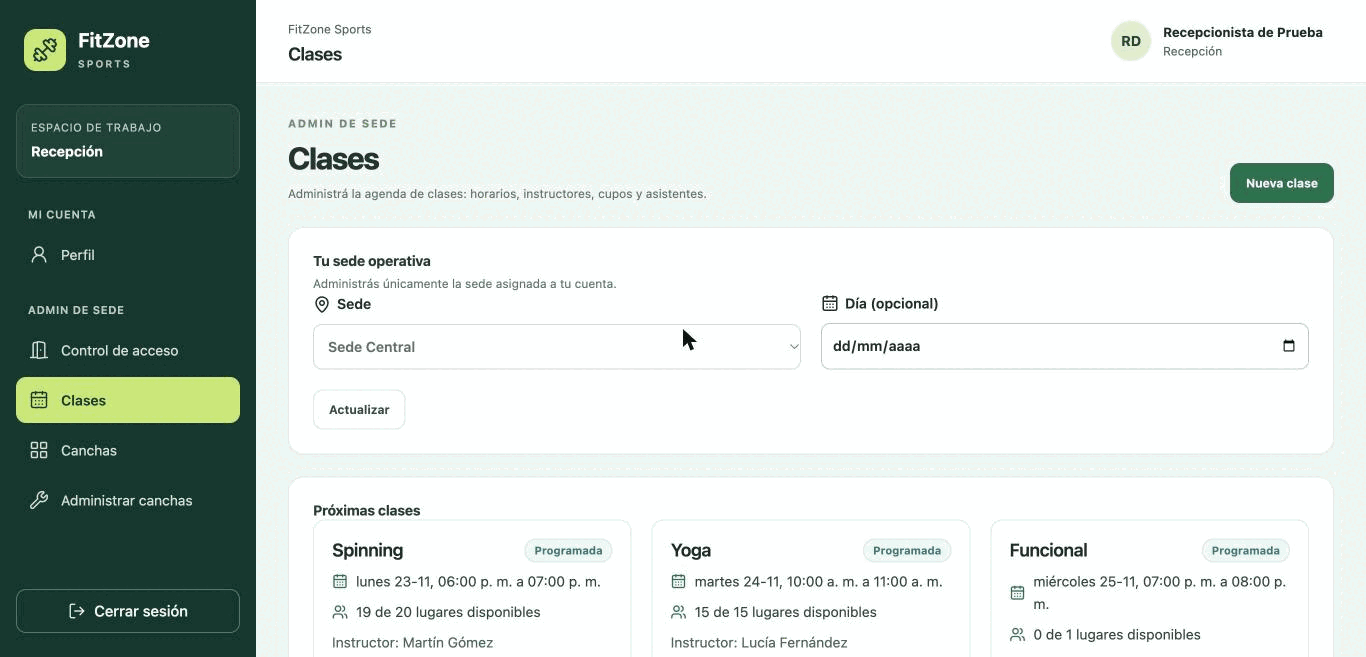 FitZone
SPORTS
ESPACIO DE TRABAJO
Recepción
MI CUENTA
Perfil
ADMIN DE SEDE
Control de acceso
Clases
Canchas
Administrar canchas
Cerrar sesión
FitZone Sports
Clases
RD
Recepcionista de Prueba
Recepción
ADMIN DE SEDE
Clases
Administrá la agenda de clases: horarios, instructores, cupos y asistentes.
Nueva clase
Tu sede operativa
Administrás únicamente la sede asignada a tu cuenta.
Sede
Sede Central
Día (opcional)
dd/mm/aaaa
Actualizar
Próximas clases
Spinning
Programada
lunes 23-11, 06:00 p. m. a 07:00 p. m.
19 de 20 lugares disponibles
Instructor: Martín Gómez
Yoga
Programada
martes 24-11, 10:00 a. m. a 11:00 a. m.
15 de 15 lugares disponibles
Instructor: Lucía Fernández
Funcional
Programada
miércoles 25-11, 07:00 p. m. a 08:00 p.
m.
0 de 1 lugares disponibles